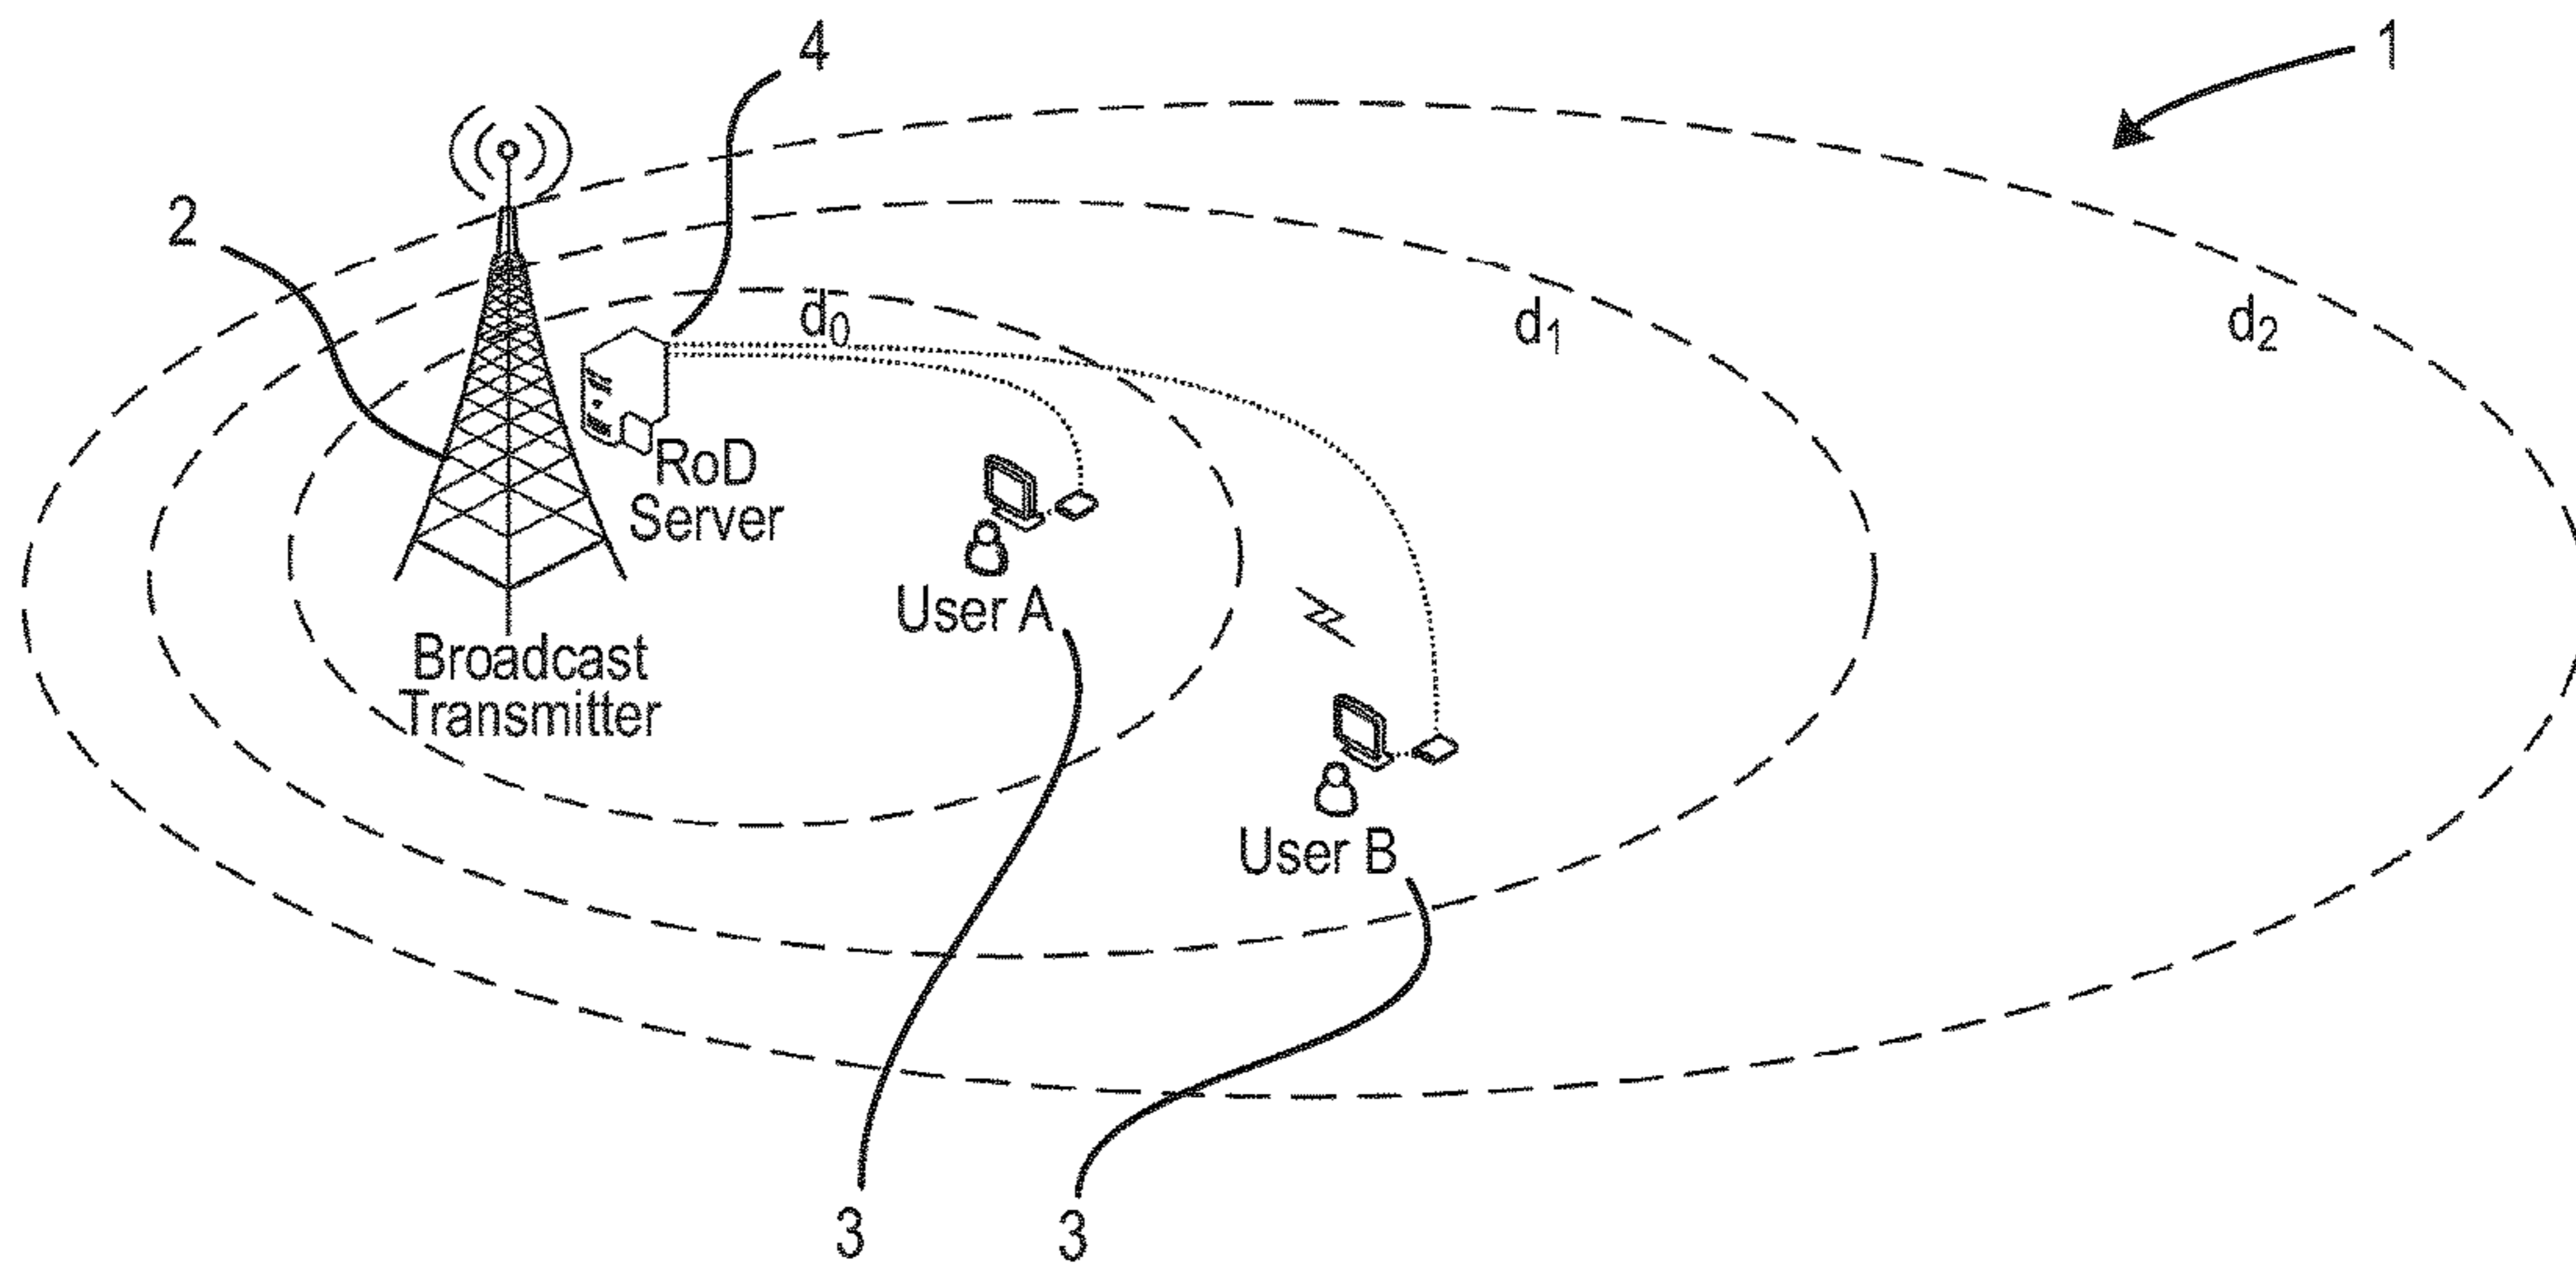 4
1
2
d₀
d₁
d₂
RoD
Server
User A
Broadcast
Transmitter
User B
3
3